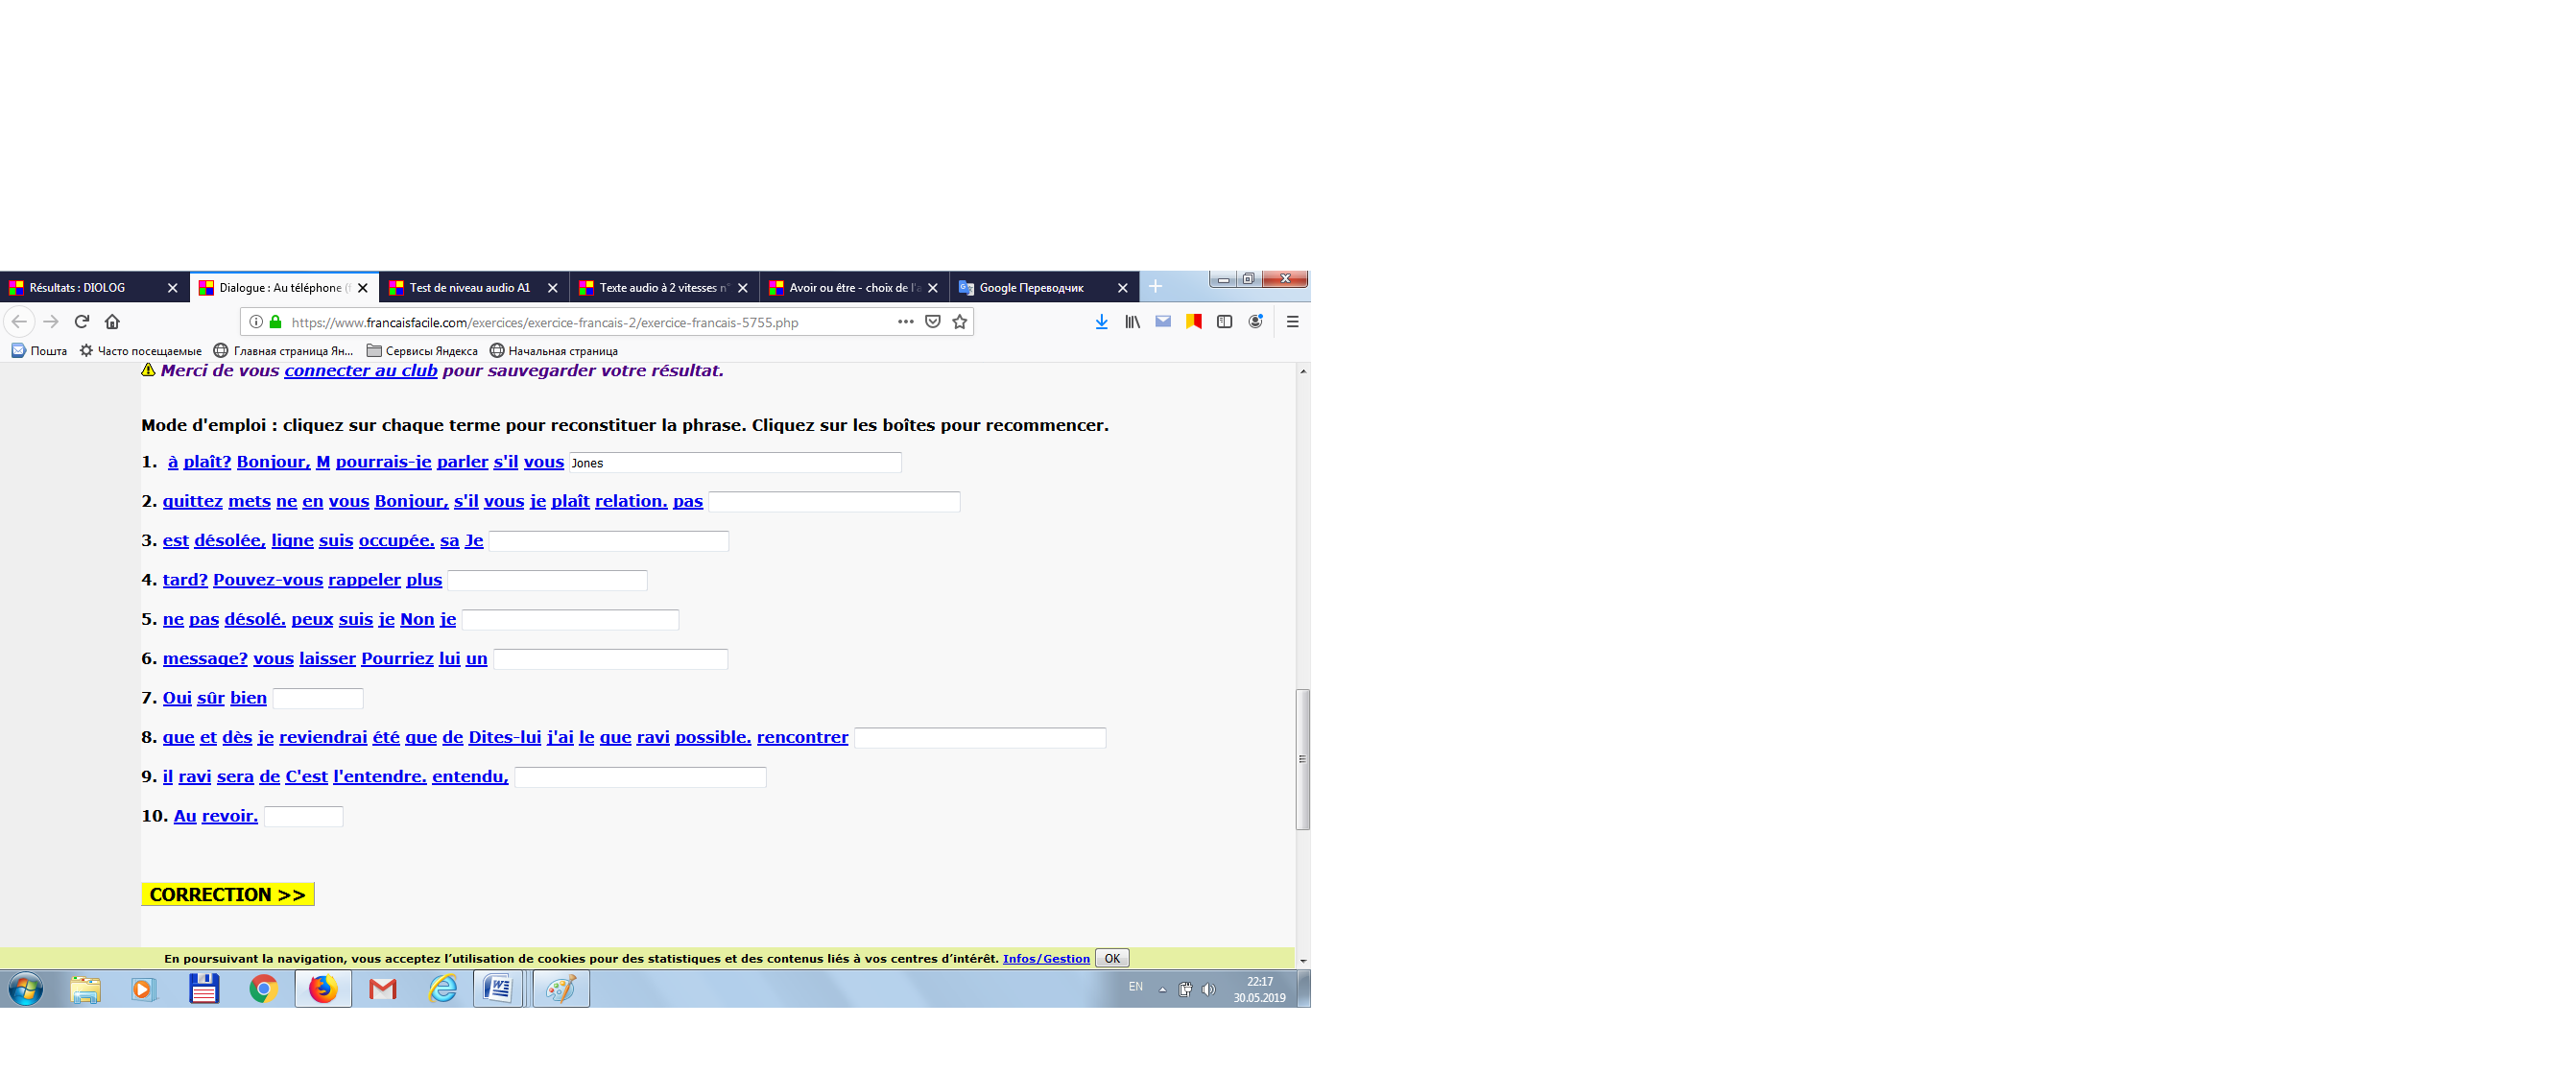 Résultats : DIOLOG
Dialogue : Au téléphone (f
Test de niveau audio A1
Texte audio à 2 vitesses n°
Avoir ou être - choix de l'a
Google Переводчик
https://www.francaisfacile.com/exercices/exercice-francais-2/exercice-francais-5755.php
Пошта Часто посещаемые Главная страница Ян... Сервисы Яндекса Начальная страница
Merci de vous connecter au club pour sauvegarder votre résultat.
Mode d'emploi : cliquez sur chaque terme pour reconstituer la phrase. Cliquez sur les boîtes pour recommencer.
1. à plaît? Bonjour, M pourrais-je parler s'il vous Jones
2. quittez mets ne en vous Bonjour, s'il vous je plaît relation. pas
3. est désolée, ligne suis occupée. sa Je
4. tard? Pouvez-vous rappeler plus
5. ne pas désolé. peux suis je Non je
6. message? vous laisser Pourriez lui un
7. Oui sûr bien
8. que et dès je reviendrai été que de Dites-lui j'ai le que ravi possible. rencontrer
9. il ravi sera de C'est l'entendre. entendu,
10. Au revoir.
CORRECTION >>
En poursuivant la navigation, vous acceptez l’utilisation de cookies pour des statistiques et des contenus liés à vos centres d’intérêt. Infos/Gestion OK
EN
22:17
30.05.2019